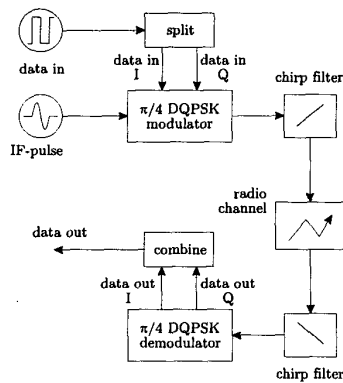 split
data in
data in
I
data in
Q
chirp filter
π/4 DQPSK
modulator
IF-pulse
radio
channel
data out
combine
data out
I
data out
Q
π/4 DQPSK
demodulator
chirp filter